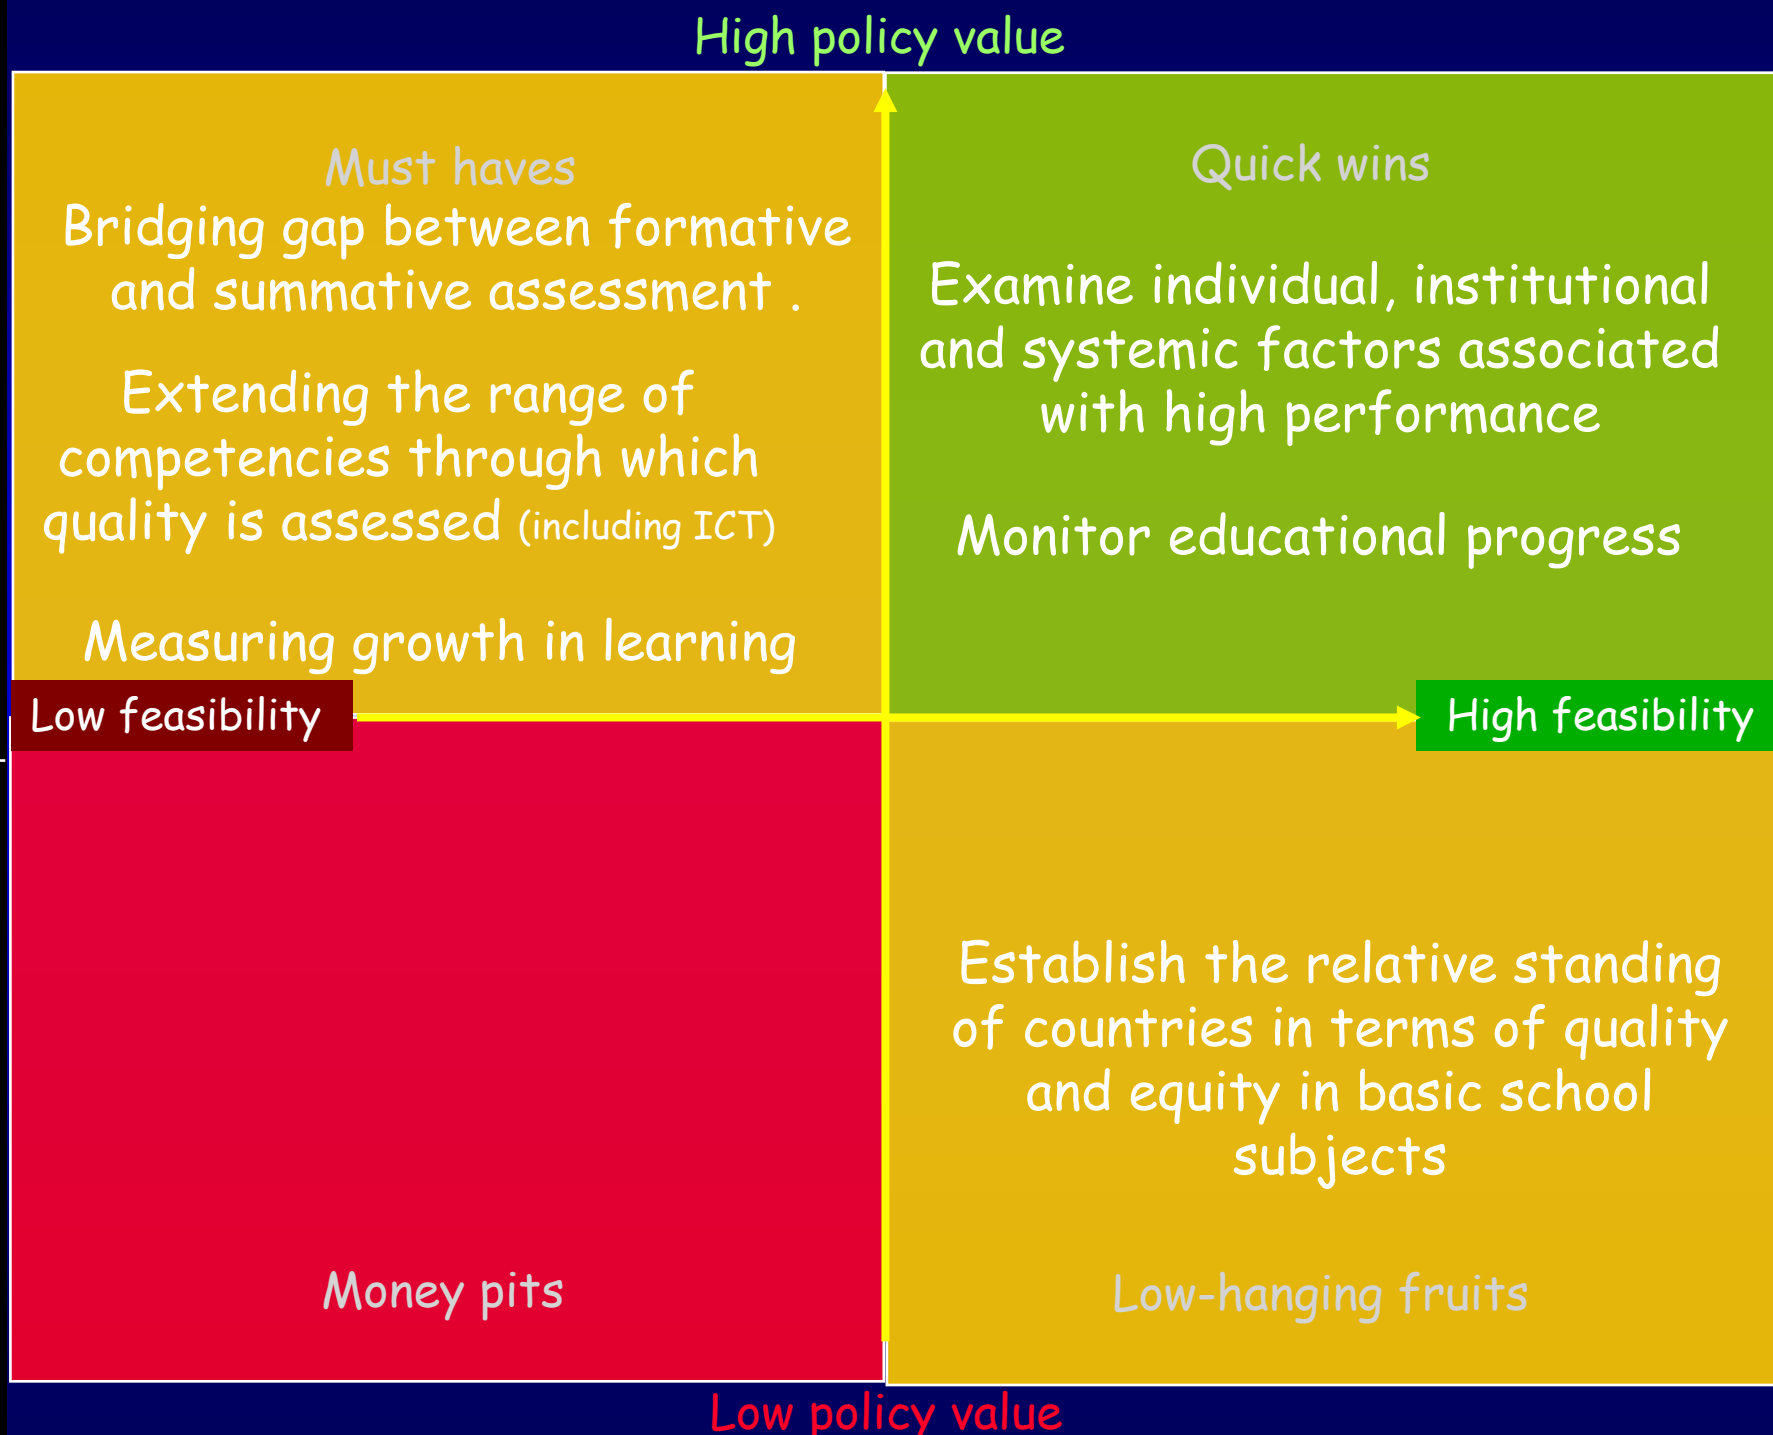 High policy value
Must haves
Bridging gap between formative
and summative assessment .
Extending the range of
competencies through which
quality is assessed (including ICT)
Measuring growth in learning
Quick wins
Examine individual, institutional
and systemic factors associated
with high performance
Monitor educational progress
Low feasibility
High feasibility
Establish the relative standing
of countries in terms of quality
and equity in basic school
subjects
Money pits
Low-hanging fruits
Low policy value